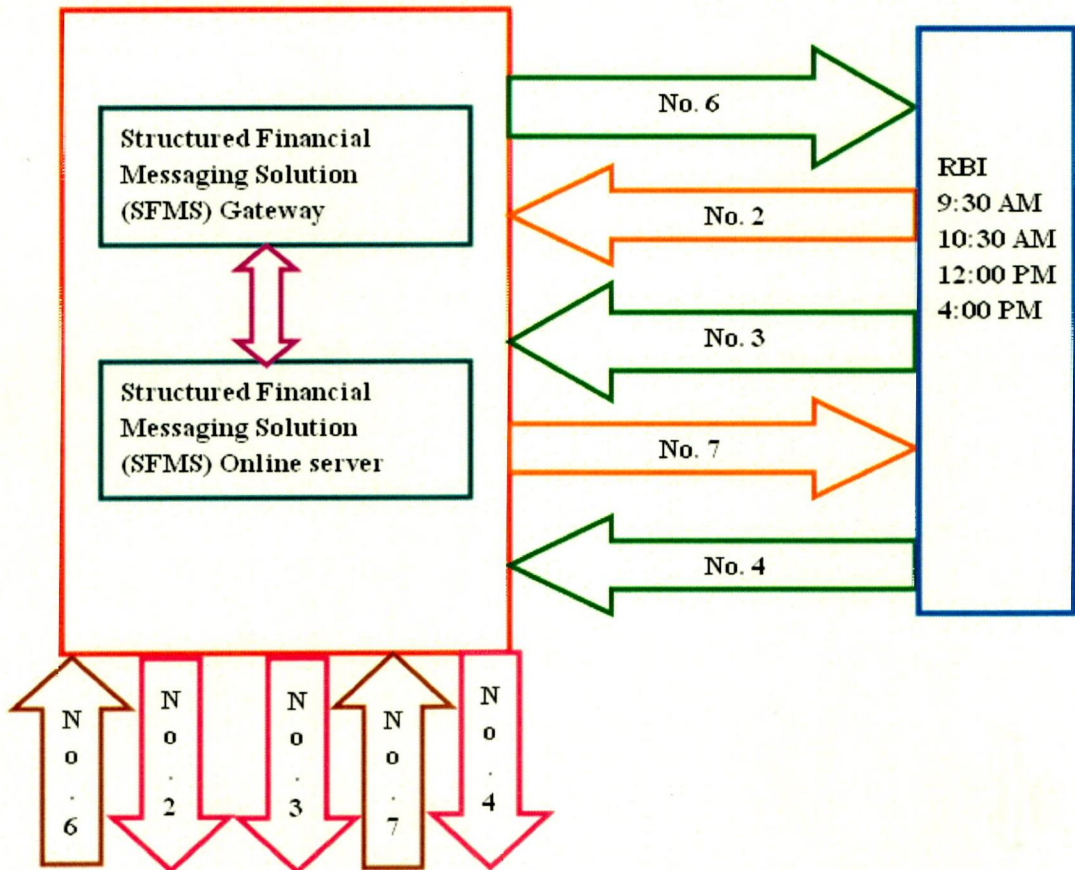 Structured Financial
Messaging Solution
(SFMS) Gateway
Structured Financial
Messaging Solution
(SFMS) Online server
No. 6
No. 2
No. 3
No. 7
No. 4
RBI
9:30 AM
10:30 AM
12:00 PM
4:00 PM
No.6
No.2
No.3
No.7
No.4